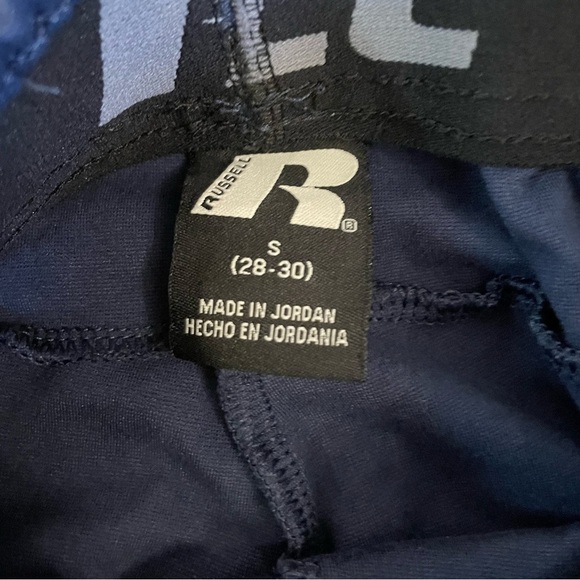 RUSSELL
R
®
S
(28-30)
MADE IN JORDAN
HECHO EN JORDANIA